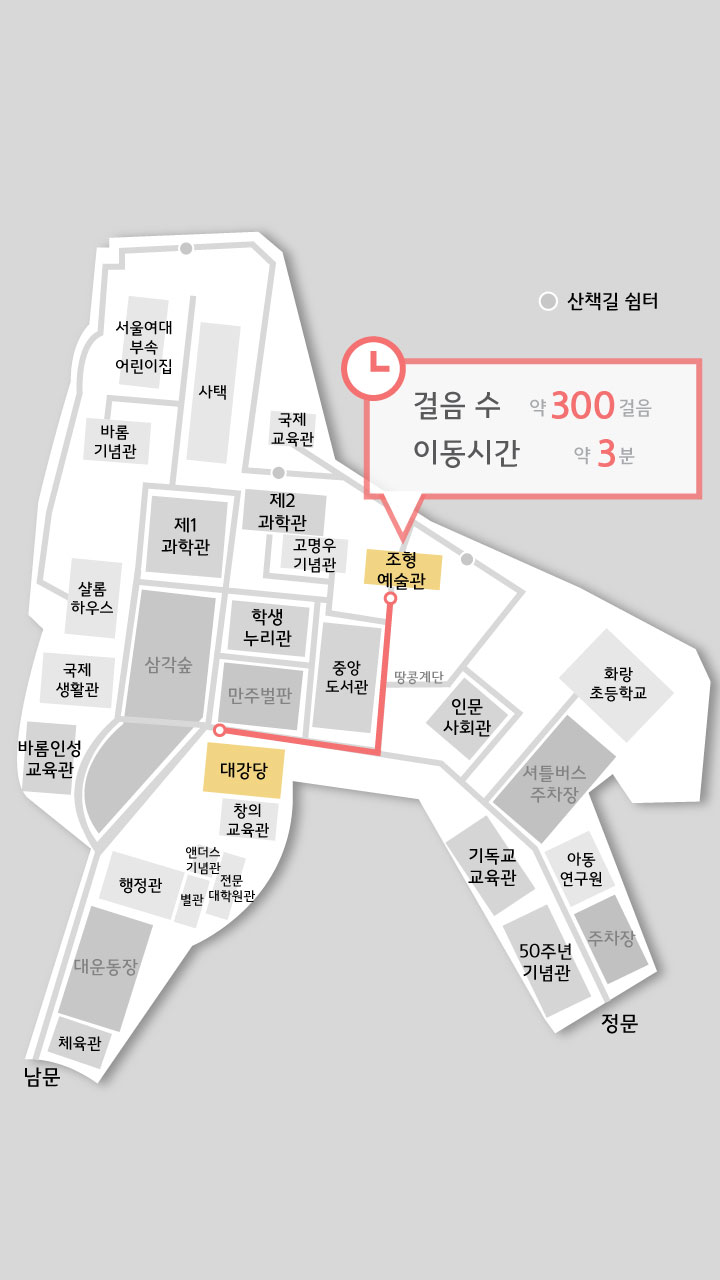 산책길 쉼터
걸음 수 약 300 걸음
이동시간 약 3 분
서울여대
부속
어린이집
사택
바롬
기념관
국제
교육관
제1
과학관
제2
과학관
고명우
기념관
조형
예술관
샬롬
하우스
삼각숲
학생
누리관
만주벌판
중앙
도서관
땅콩계단
인문
사회관
화랑
초등학교
국제
생활관
바롬인성
교육관
대강당
셔틀버스
주차장
창의
교육관
앤더스
기념관
전문
대학원관
별관
행정관
기독교
교육관
아동
연구원
대운동장
50주년
기념관
주차장
체육관
남문
정문